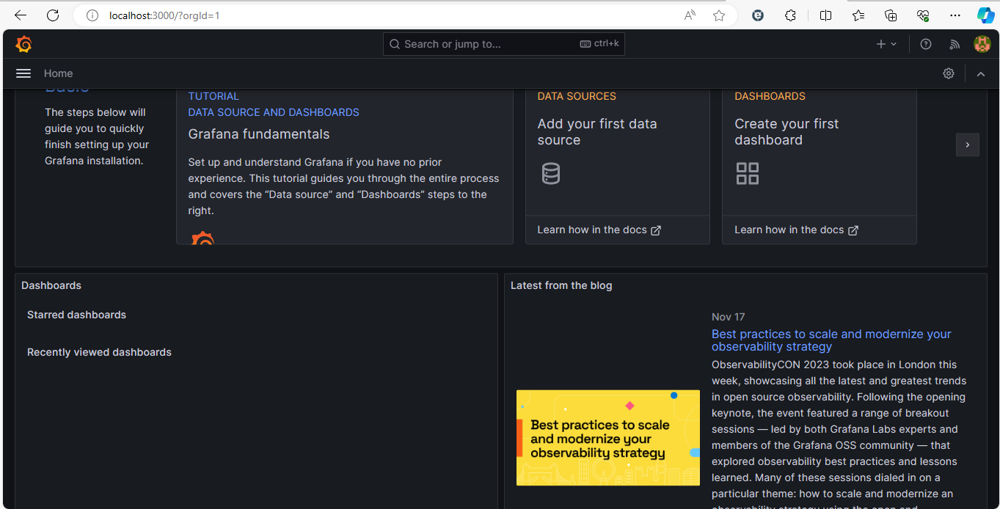 localhost:3000/?orgId=1
Search or jump to...
ctrl+k
Home
Basic
The steps below will
guide you to quickly
finish setting up your
Grafana installation.
TUTORIAL
DATA SOURCE AND DASHBOARDS
Grafana fundamentals
Set up and understand Grafana if you have no prior
experience. This tutorial guides you through the entire process
and covers the “Data source” and “Dashboards” steps to the
right.
DATA SOURCES
Add your first data
source
Learn how in the docs
DASHBOARDS
Create your first
dashboard
Learn how in the docs
Dashboards
Starred dashboards
Recently viewed dashboards
Latest from the blog
Best practices to scale
and modernize your
observability strategy
Nov 17
Best practices to scale and modernize your
observability strategy
ObservabilityCON 2023 took place in London this
week, showcasing all the latest and greatest trends
in open source observability. Following the opening
keynote, the event featured a range of breakout
sessions — led by both Grafana Labs experts and
members of the Grafana OSS community — that
explored observability best practices and lessons
learned. Many of these sessions dialed in on a
particular theme: how to scale and modernize an
observability strategy using the open and